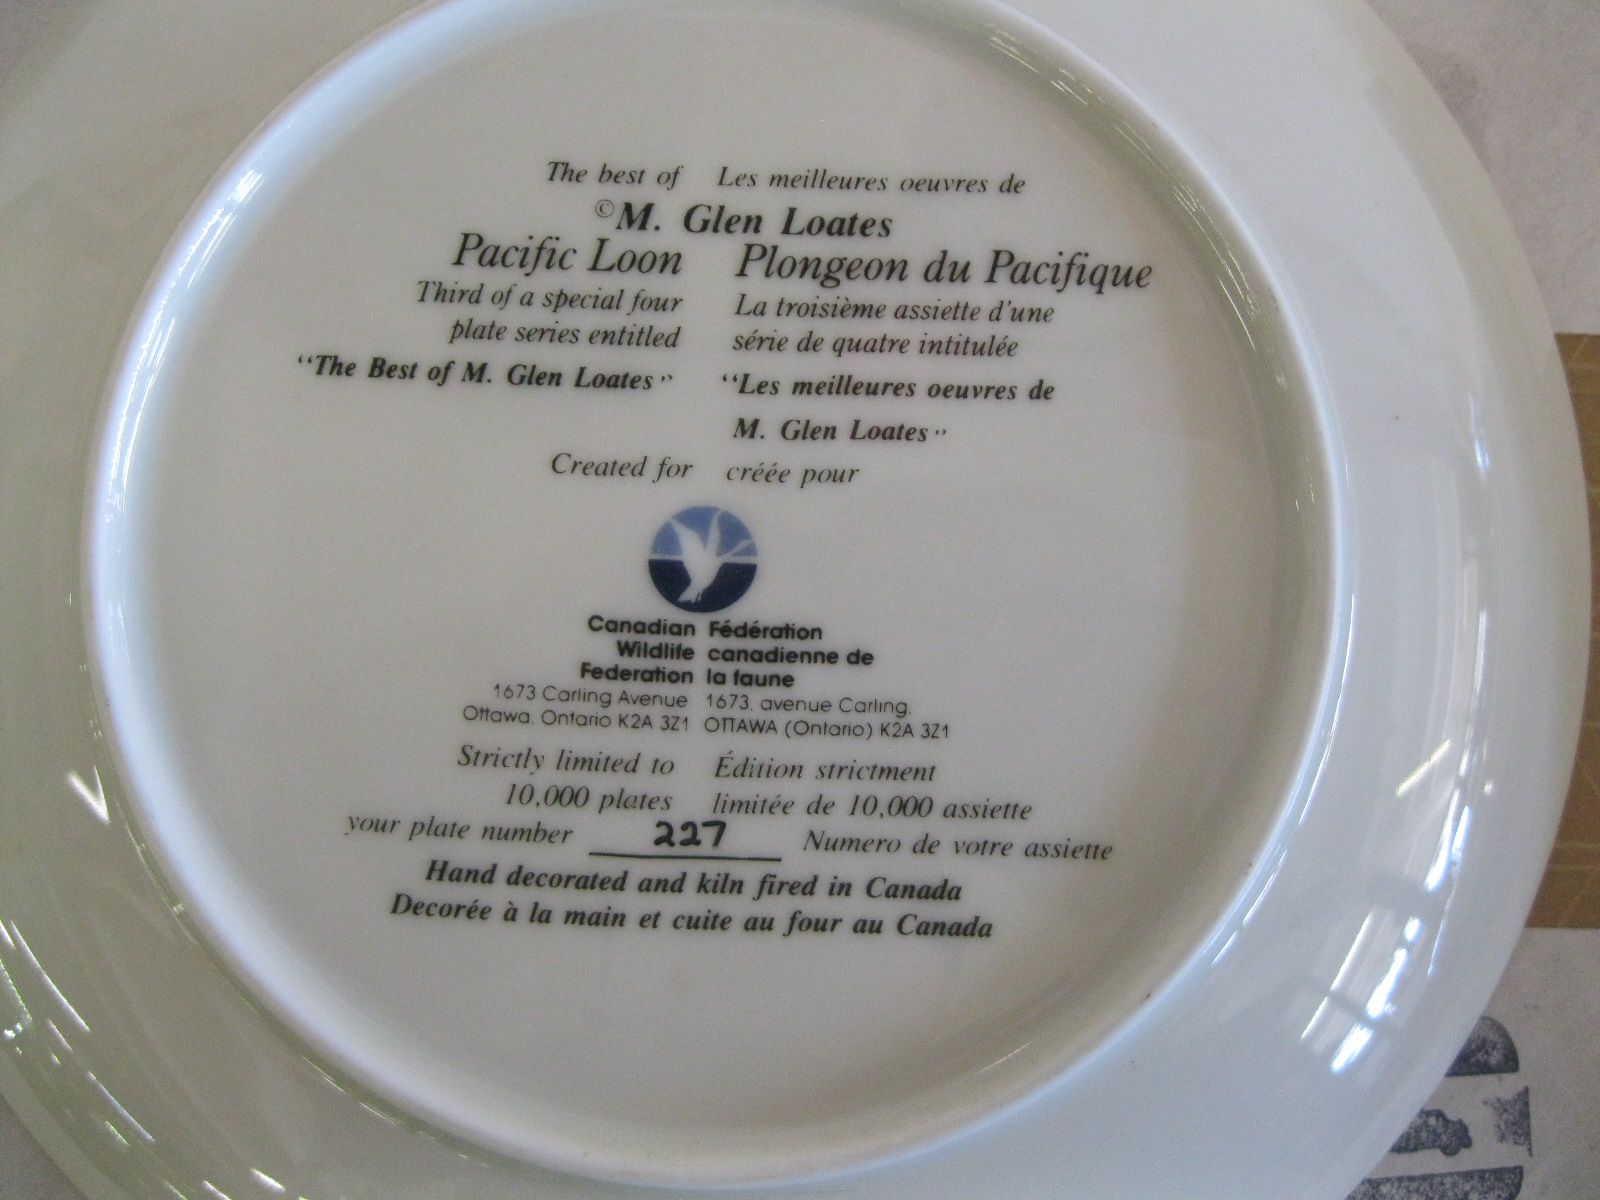 The best of Les meilleures oeuvres de
©M. Glen Loates
Pacific Loon Plongeon du Pacifique
Third of a special four La troisième assiette d'une
plate series entitled série de quatre intitulée
“The Best of M. Glen Loates” “Les meilleures oeuvres de
M. Glen Loates”
Created for créée pour
Canadian Fédération
Wildlife canadienne de
Federation la faune
1673 Carling Avenue 1673, avenue Carling,
Ottawa, Ontario K2A 3Z1 OTTAWA (Ontario) K2A 3Z1
Strictly limited to Édition strictment
10,000 plates limitée de 10,000 assiette
your plate number 227 Numero de votre assiette
Hand decorated and kiln fired in Canada
Decorée à la main et cuite au four au Canada